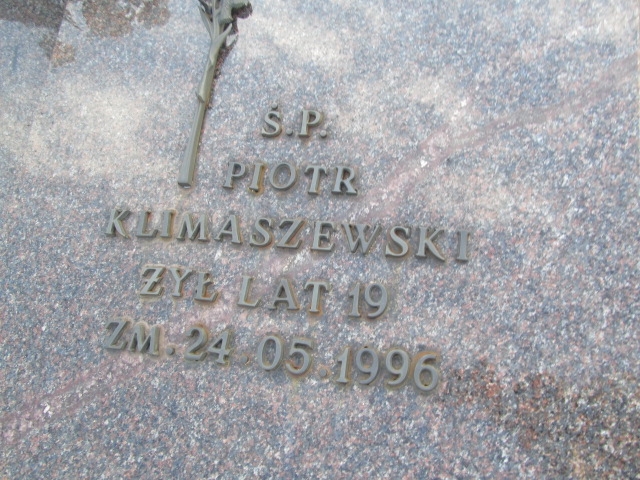 Ś.P.
PIOTR
KLIMASZEWSKI
ŻYŁ LAT 19
ZM. 24.05.1996